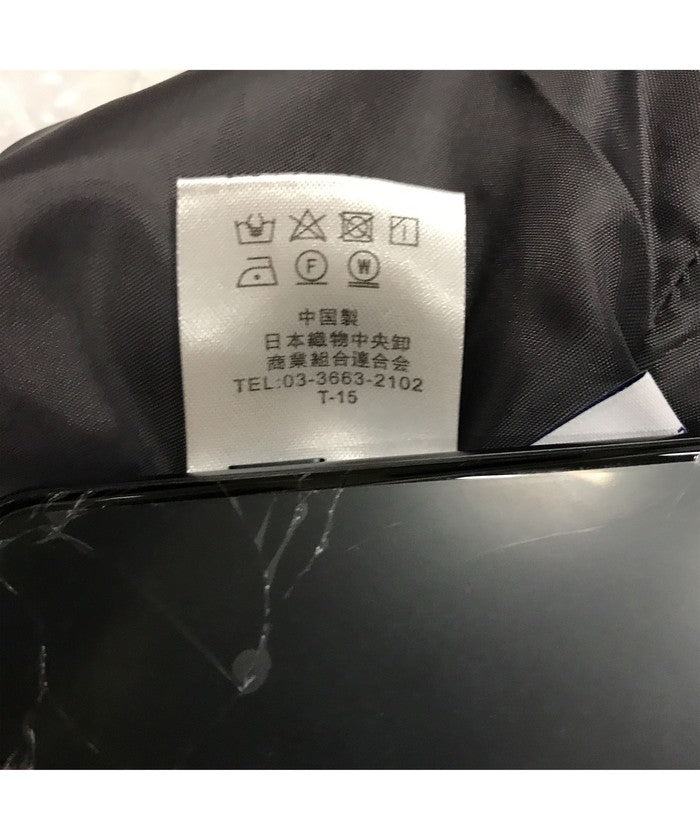 F W
中国製
日本織物中央卸
商業組合連合会
TEL:03-3663-2102
T-15